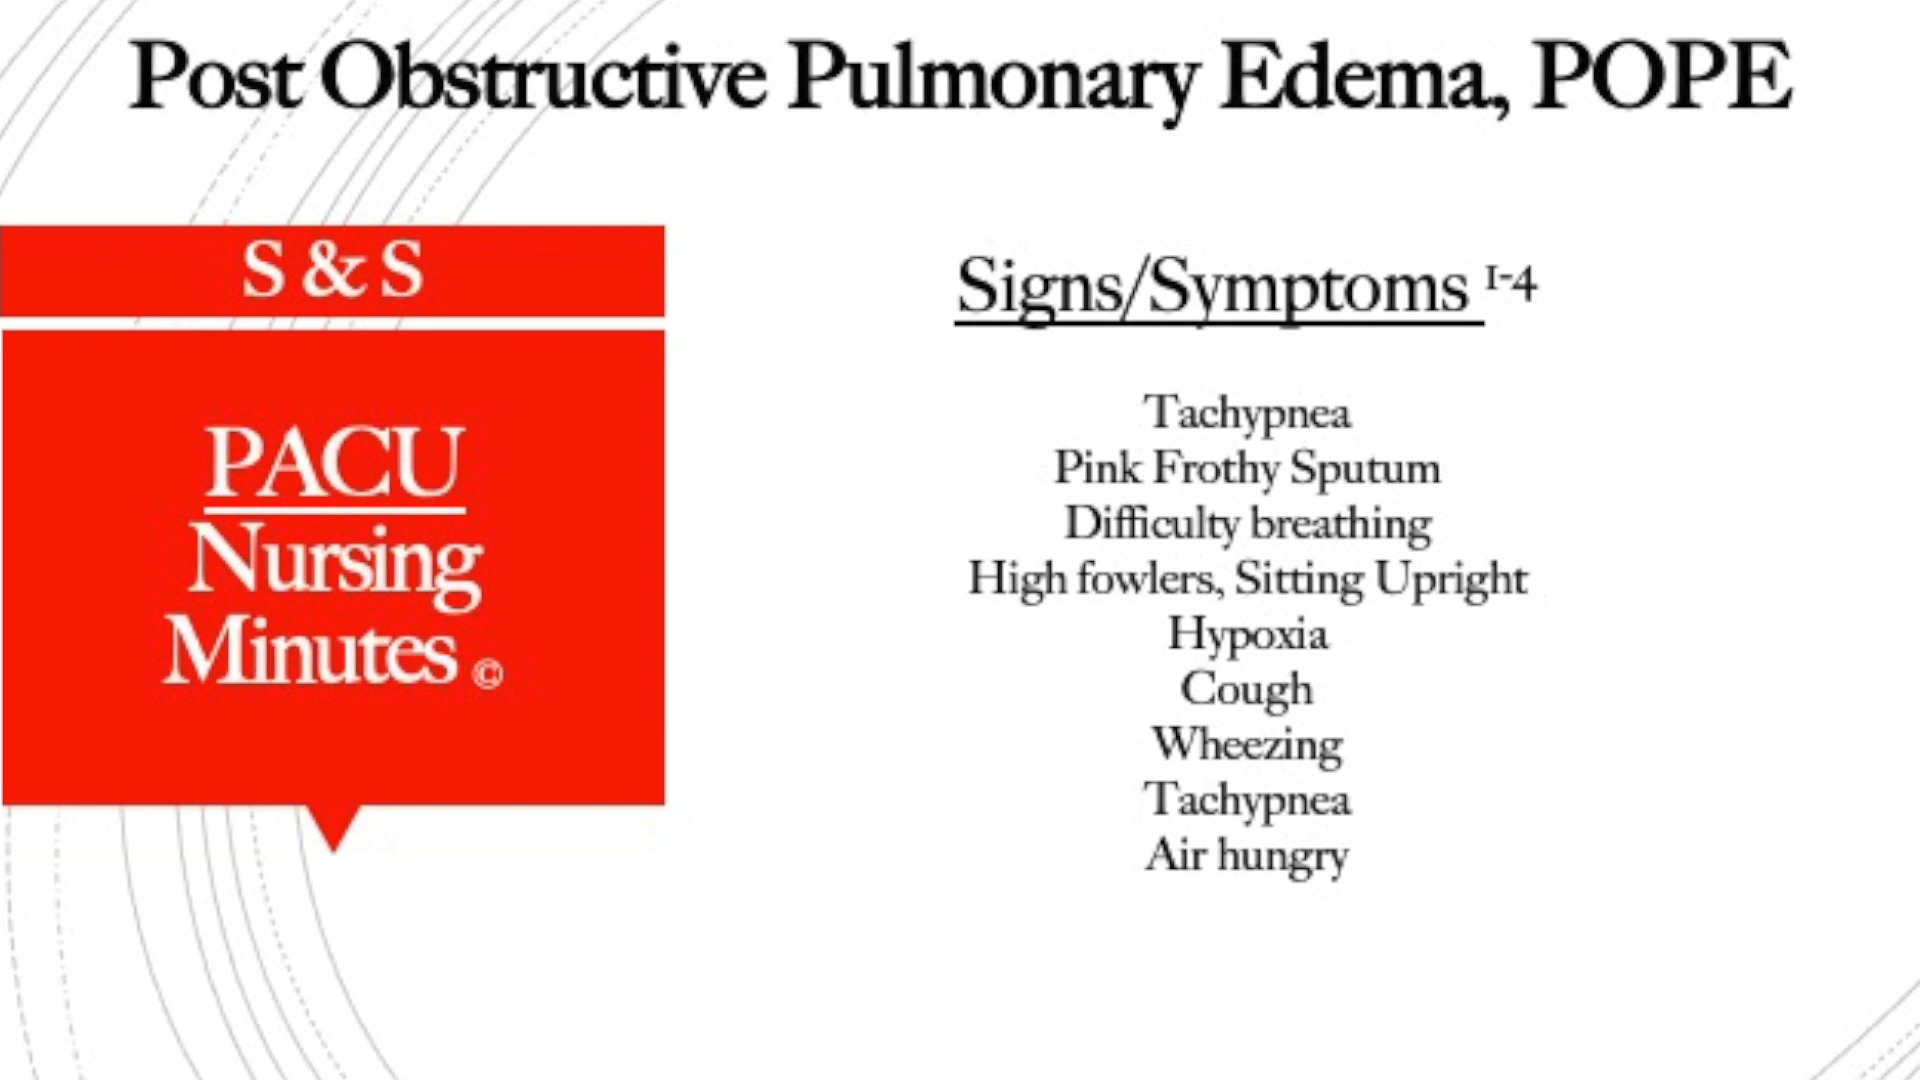 Post Obstructive Pulmonary Edema, POPE
S & S
PACU
Nursing
Minutes ©
Signs/Symptoms 1-4
Tachypnea
Pink Frothy Sputum
Difficulty breathing
High fowlers, Sitting Upright
Hypoxia
Cough
Wheezing
Tachypnea
Air hungry